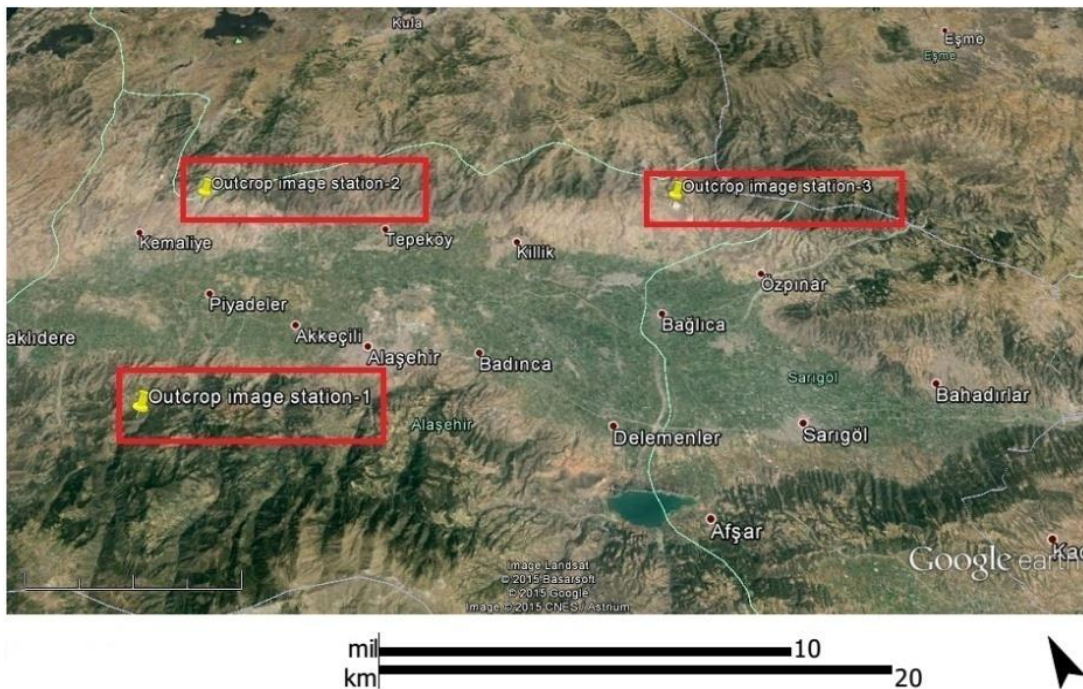 Kula
Eşme
Eşme
Outcrop image station-2
Outcrop image station-3
Kemaliye
Tepeköy
Killik
Özpınar
Piyadeler
Bağlıca
Akkeçili
aklıdere
Alaşehir
Badınca
Sarıgöl
Bahadırlar
Outcrop image station-1
Alaşehir
Delemenler
Sarıgöl
Afşar
Kaç
Google earth
Image Landsat
© 2015 Basarsoft
© 2015 Google
Image © 2015 CNES / Astrium
mil 10
km 20